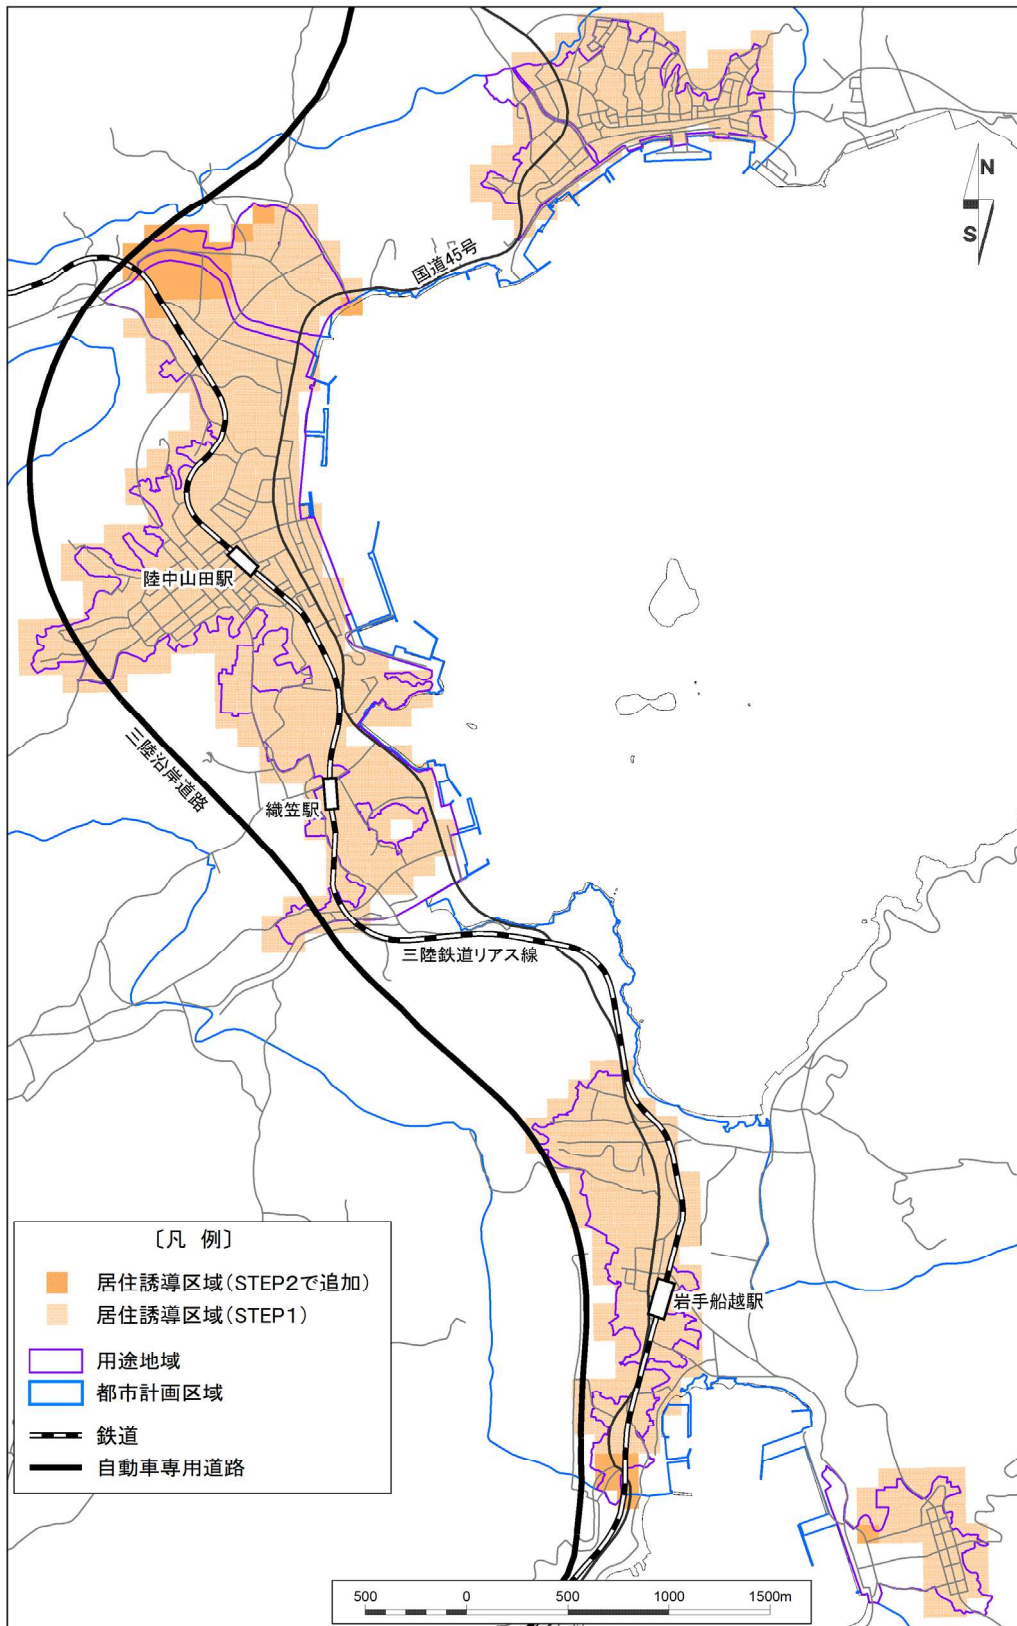 N
S
国道45号
陸中山田駅
三陸沿岸道路
織笠駅
三陸鉄道リアス線
岩手船越駅
〔凡 例〕
居住誘導区域(STEP2で追加)
居住誘導区域(STEP1)
用途地域
都市計画区域
鉄道
自動車専用道路
500 0 500 1000 1500m